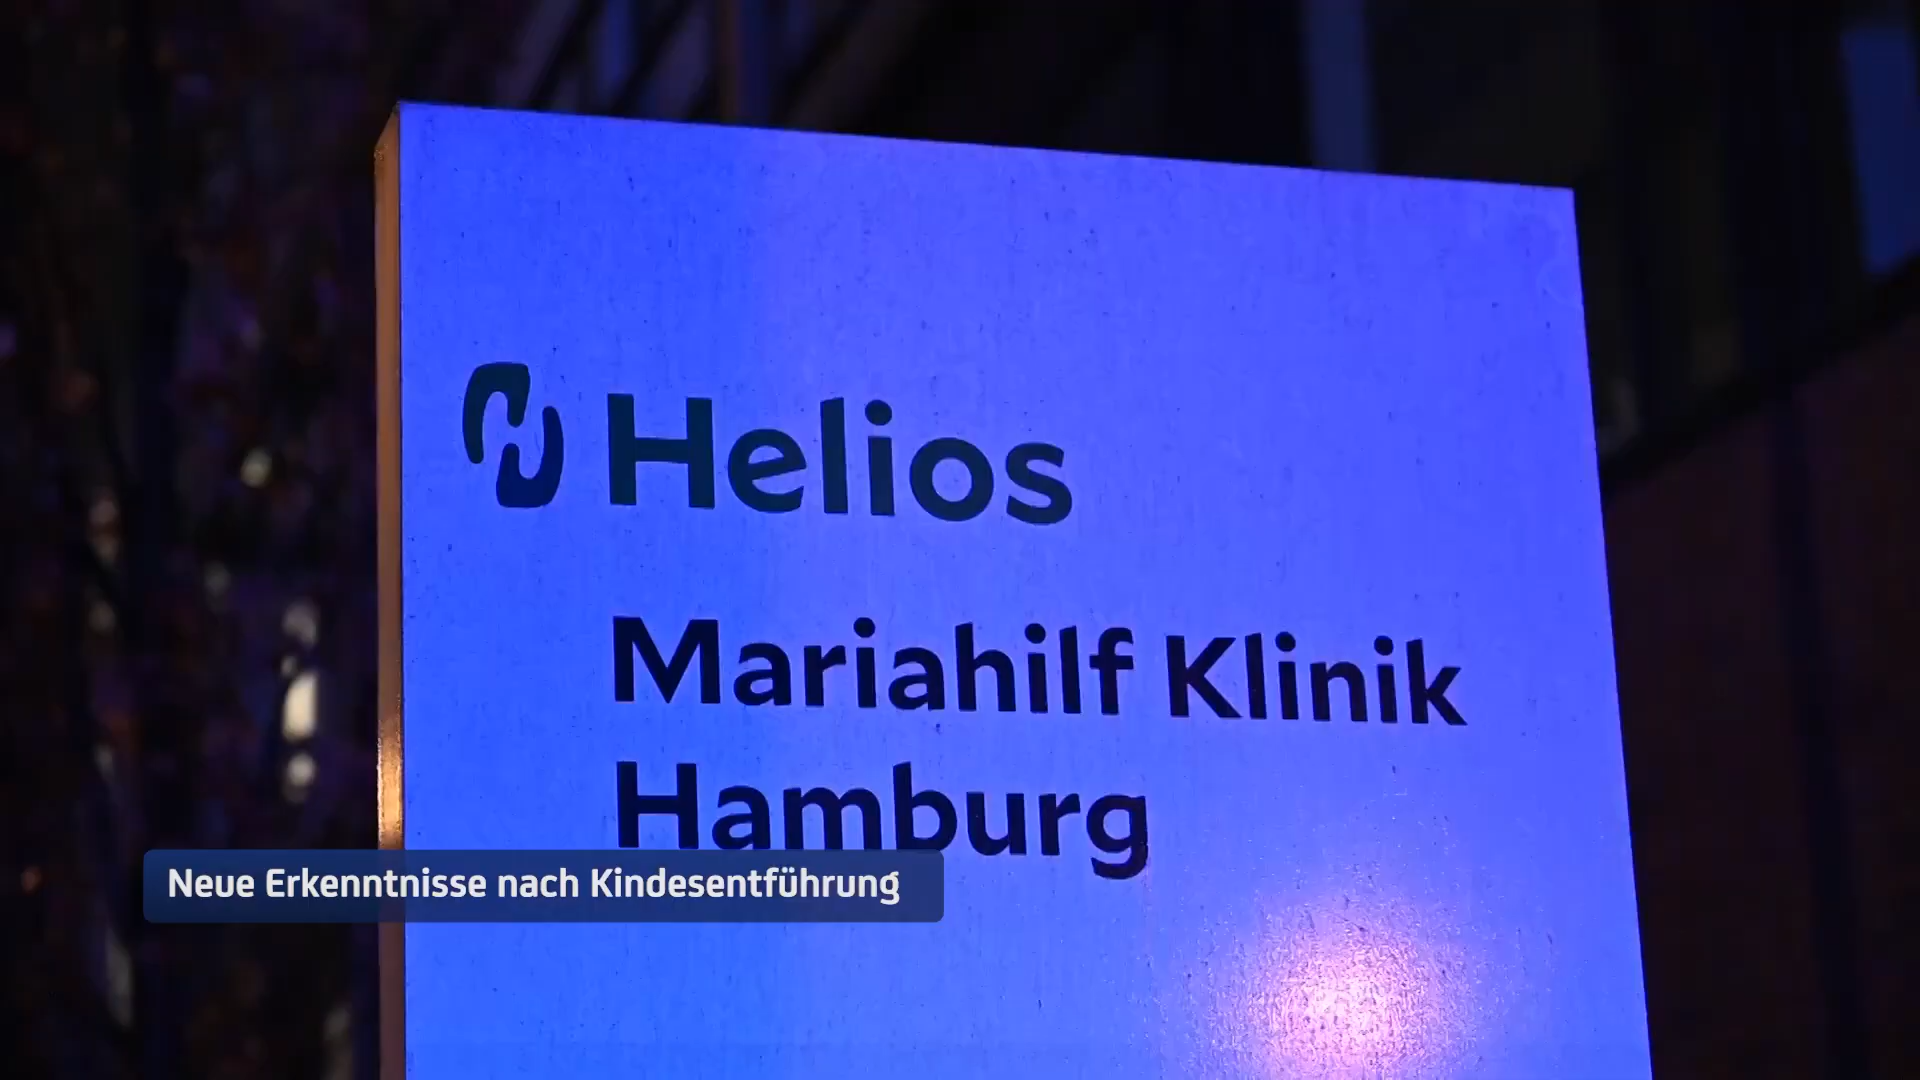 Helios
Mariahilf Klinik
Hamburg
Neue Erkenntnisse nach Kindesentführung